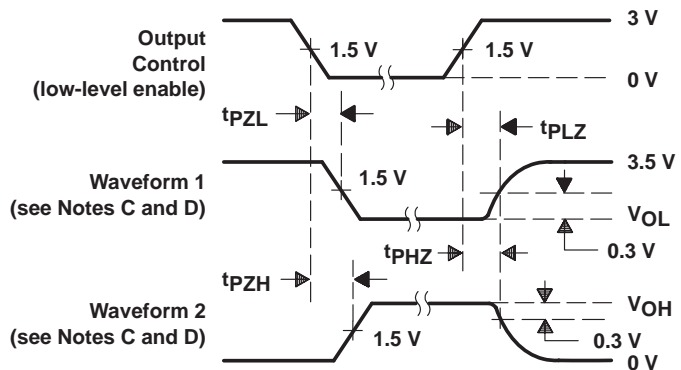 Output
Control
(low-level enable)
1.5 V
1.5 V
3 V
0 V
tPZL
tPLZ
Waveform 1
(see Notes C and D)
1.5 V
3.5 V
VOL
0.3 V
tPZH
tPHZ
Waveform 2
(see Notes C and D)
1.5 V
VOH
0.3 V
0 V